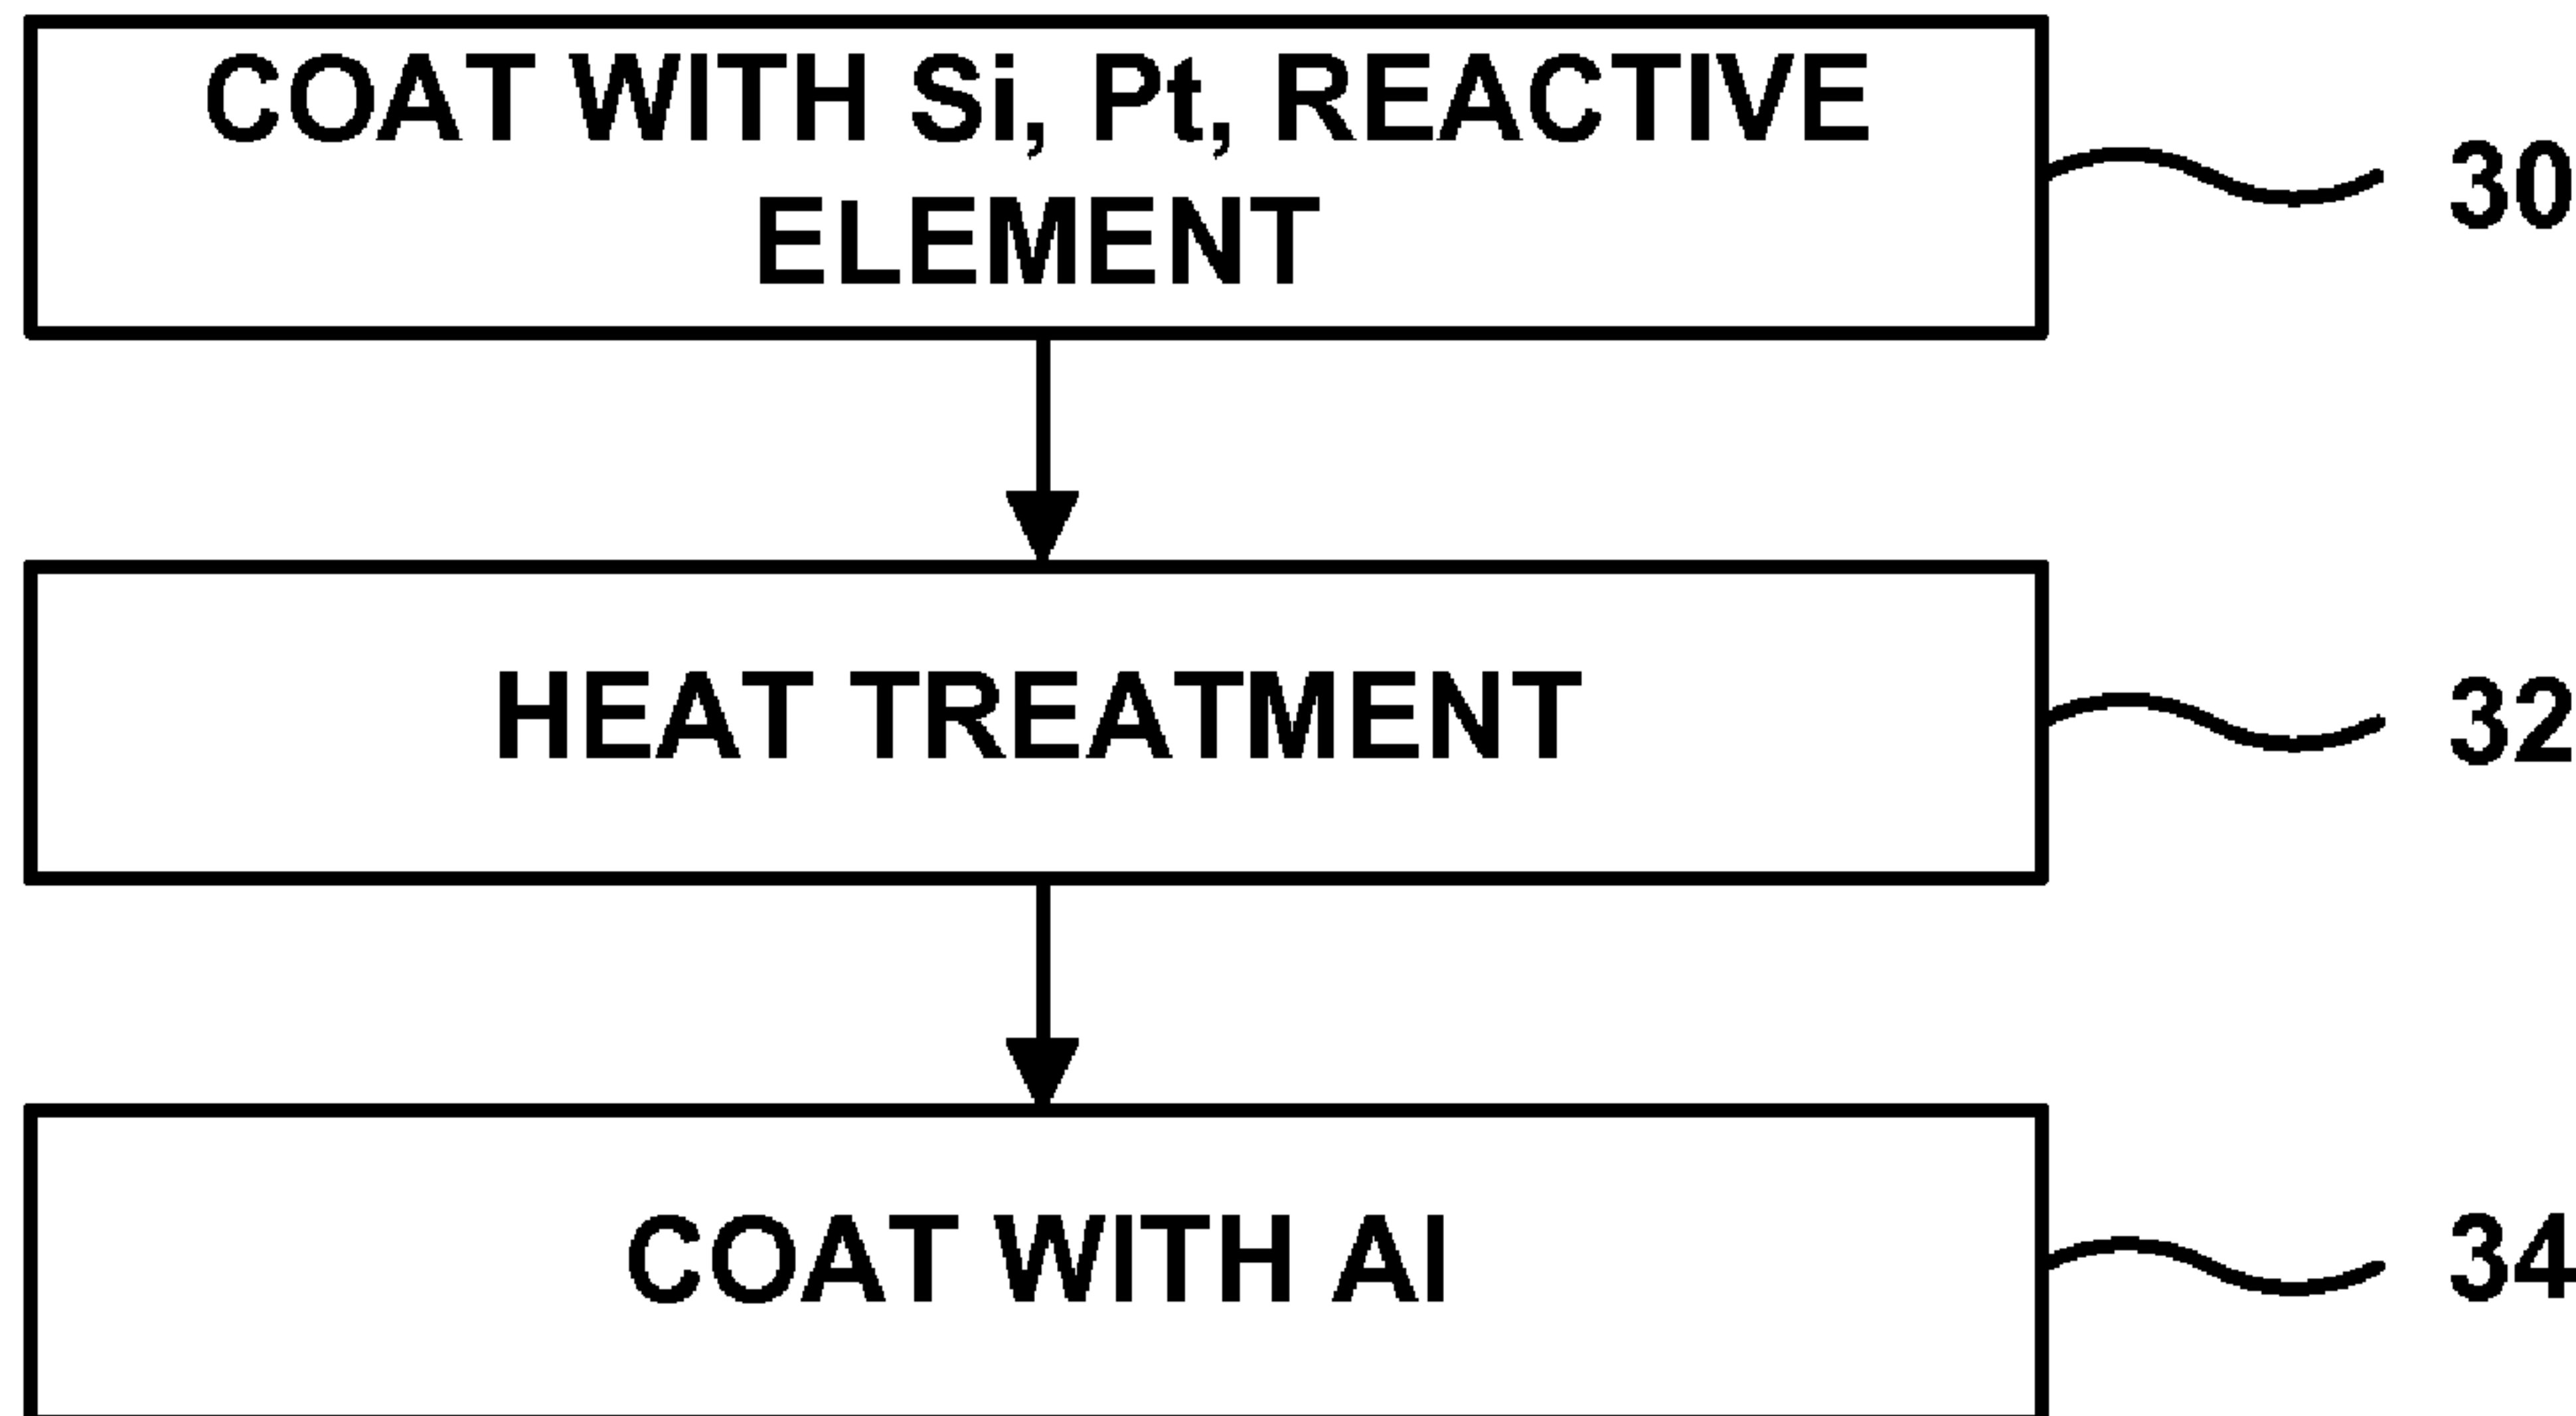 COAT WITH Si, Pt, REACTIVE
ELEMENT
30
HEAT TREATMENT
32
COAT WITH Al
34